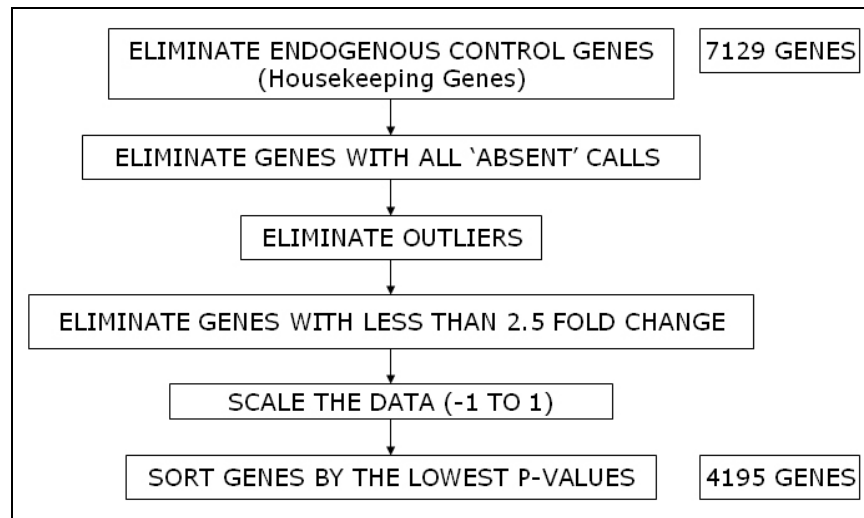 ELIMINATE ENDOGENOUS CONTROL GENES
(Housekeeping Genes)
7129 GENES
ELIMINATE GENES WITH ALL ‘ABSENT’ CALLS
ELIMINATE OUTLIERS
ELIMINATE GENES WITH LESS THAN 2.5 FOLD CHANGE
SCALE THE DATA (-1 TO 1)
SORT GENES BY THE LOWEST P-VALUES
4195 GENES